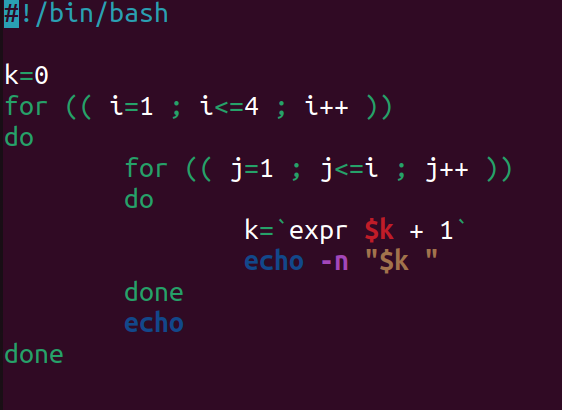 #!/bin/bash

k=0
for (( i=1 ; i<=4 ; i++ ))
do
        for (( j=1 ; j<=i ; j++ ))
        do
                k=`expr $k + 1`
                echo -n "$k "
        done
        echo
done